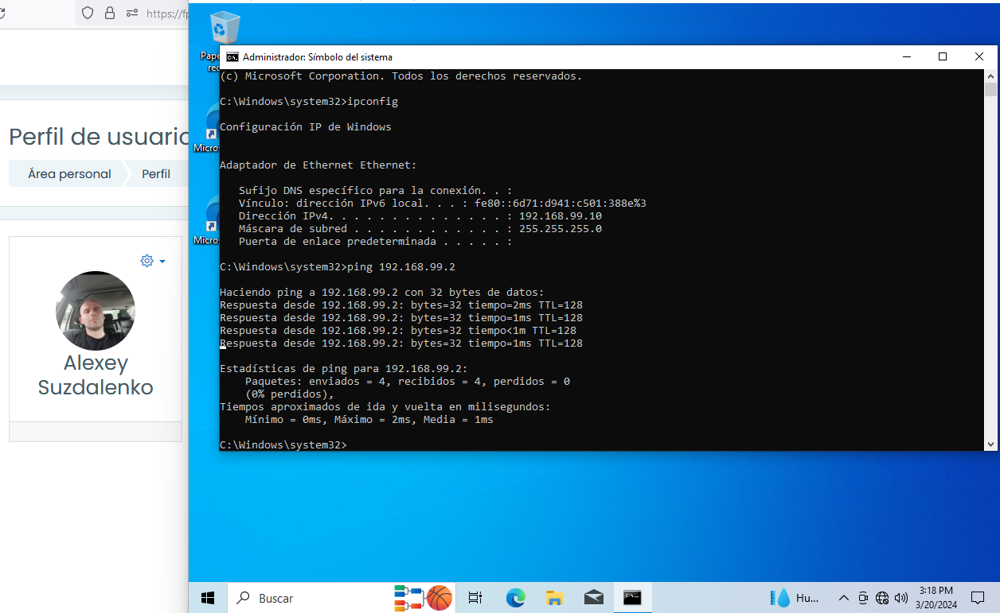 https://fp
Perfil de usuario
Área personal
Perfil
Alexey
Suzdalenko
Administrador: Símbolo del sistema
(c) Microsoft Corporation. Todos los derechos reservados.
C:\Windows\system32>ipconfig
Configuración IP de Windows
Adaptador de Ethernet Ethernet:
Sufijo DNS específico para la conexión. . :
Vínculo: dirección IPv6 local. . . : fe80::6d71:d941:c501:388e%3
Dirección IPv4. . . . . . . . . . . . . . : 192.168.99.10
Máscara de subred . . . . . . . . . . . . : 255.255.255.0
Puerta de enlace predeterminada . . . . . :
C:\Windows\system32>ping 192.168.99.2
Haciendo ping a 192.168.99.2 con 32 bytes de datos:
Respuesta desde 192.168.99.2: bytes=32 tiempo=2ms TTL=128
Respuesta desde 192.168.99.2: bytes=32 tiempo=1ms TTL=128
Respuesta desde 192.168.99.2: bytes=32 tiempo<1m TTL=128
Respuesta desde 192.168.99.2: bytes=32 tiempo=1ms TTL=128
Estadísticas de ping para 192.168.99.2:
Paquetes: enviados = 4, recibidos = 4, perdidos = 0
(0% perdidos),
Tiempos aproximados de ida y vuelta en milisegundos:
Mínimo = 0ms, Máximo = 2ms, Media = 1ms
C:\Windows\system32>
Pape
rec
Micros
Micros
Buscar
Hu...
3:18 PM
3/20/2024